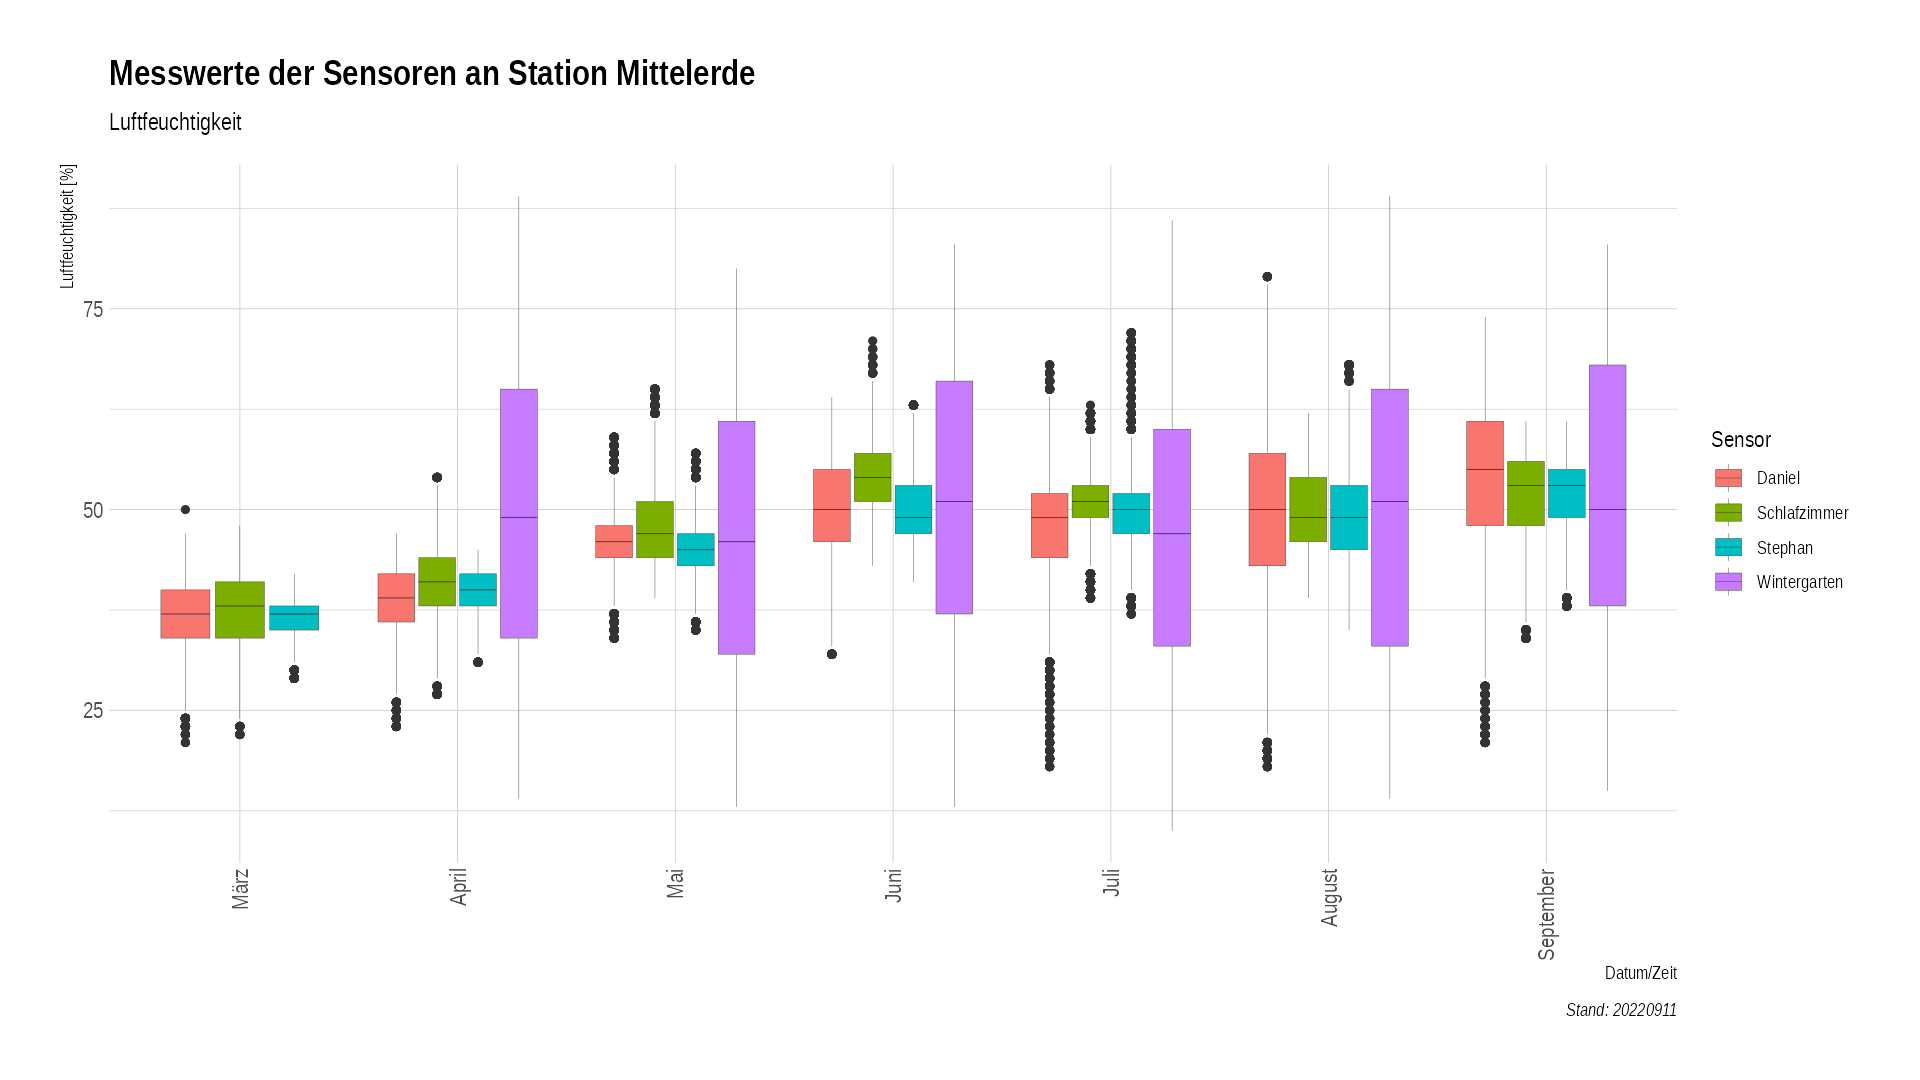 Messwerte der Sensoren an Station Mittelerde
Luftfeuchtigkeit
Luftfeuchtigkeit [%]
75
50
25
März
April
Mai
Juni
Juli
August
September
Datum/Zeit
Stand: 20220911
Sensor
Daniel
Schlafzimmer
Stephan
Wintergarten